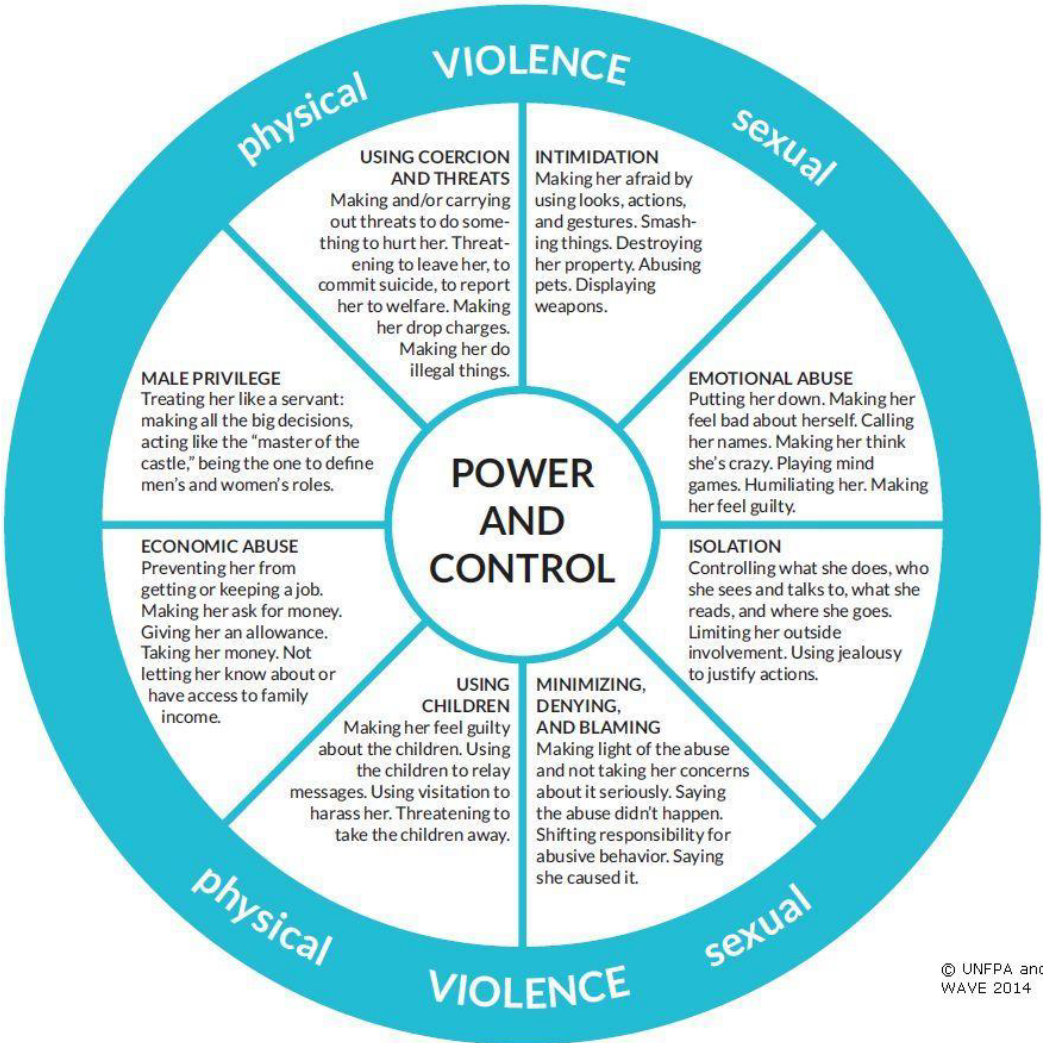 VIOLENCE
physical
sexual
USING COERCION
AND THREATS
Making and/or carrying
out threats to do some-
thing to hurt her. Threat-
ening to leave her, to
commit suicide, to report
her to welfare. Making
her drop charges.
Making her do
illegal things.
INTIMIDATION
Making her afraid by
using looks, actions,
and gestures. Smash-
ing things. Destroying
her property. Abusing
pets. Displaying
weapons.
MALE PRIVILEGE
Treating her like a servant:
making all the big decisions,
acting like the “master of the
castle,” being the one to define
men’s and women’s roles.
EMOTIONAL ABUSE
Putting her down. Making her
feel bad about herself. Calling
her names. Making her think
she’s crazy. Playing mind
games. Humiliating her. Making
her feel guilty.
POWER
AND
CONTROL
ECONOMIC ABUSE
Preventing her from
getting or keeping a job.
Making her ask for money.
Giving her an allowance.
Taking her money. Not
letting her know about or
have access to family
income.
ISOLATION
Controlling what she does, who
she sees and talks to, what she
reads, and where she goes.
Limiting her outside
involvement. Using jealousy
to justify actions.
USING
CHILDREN
Making her feel guilty
about the children. Using
the children to relay
messages. Using visitation to
harass her. Threatening to
take the children away.
MINIMIZING,
DENYING,
AND BLAMING
Making light of the abuse
and not taking her concerns
about it seriously. Saying
the abuse didn’t happen.
Shifting responsibility for
abusive behavior. Saying
she caused it.
physical
sexual
VIOLENCE
© UNFPA and
WAVE 2014